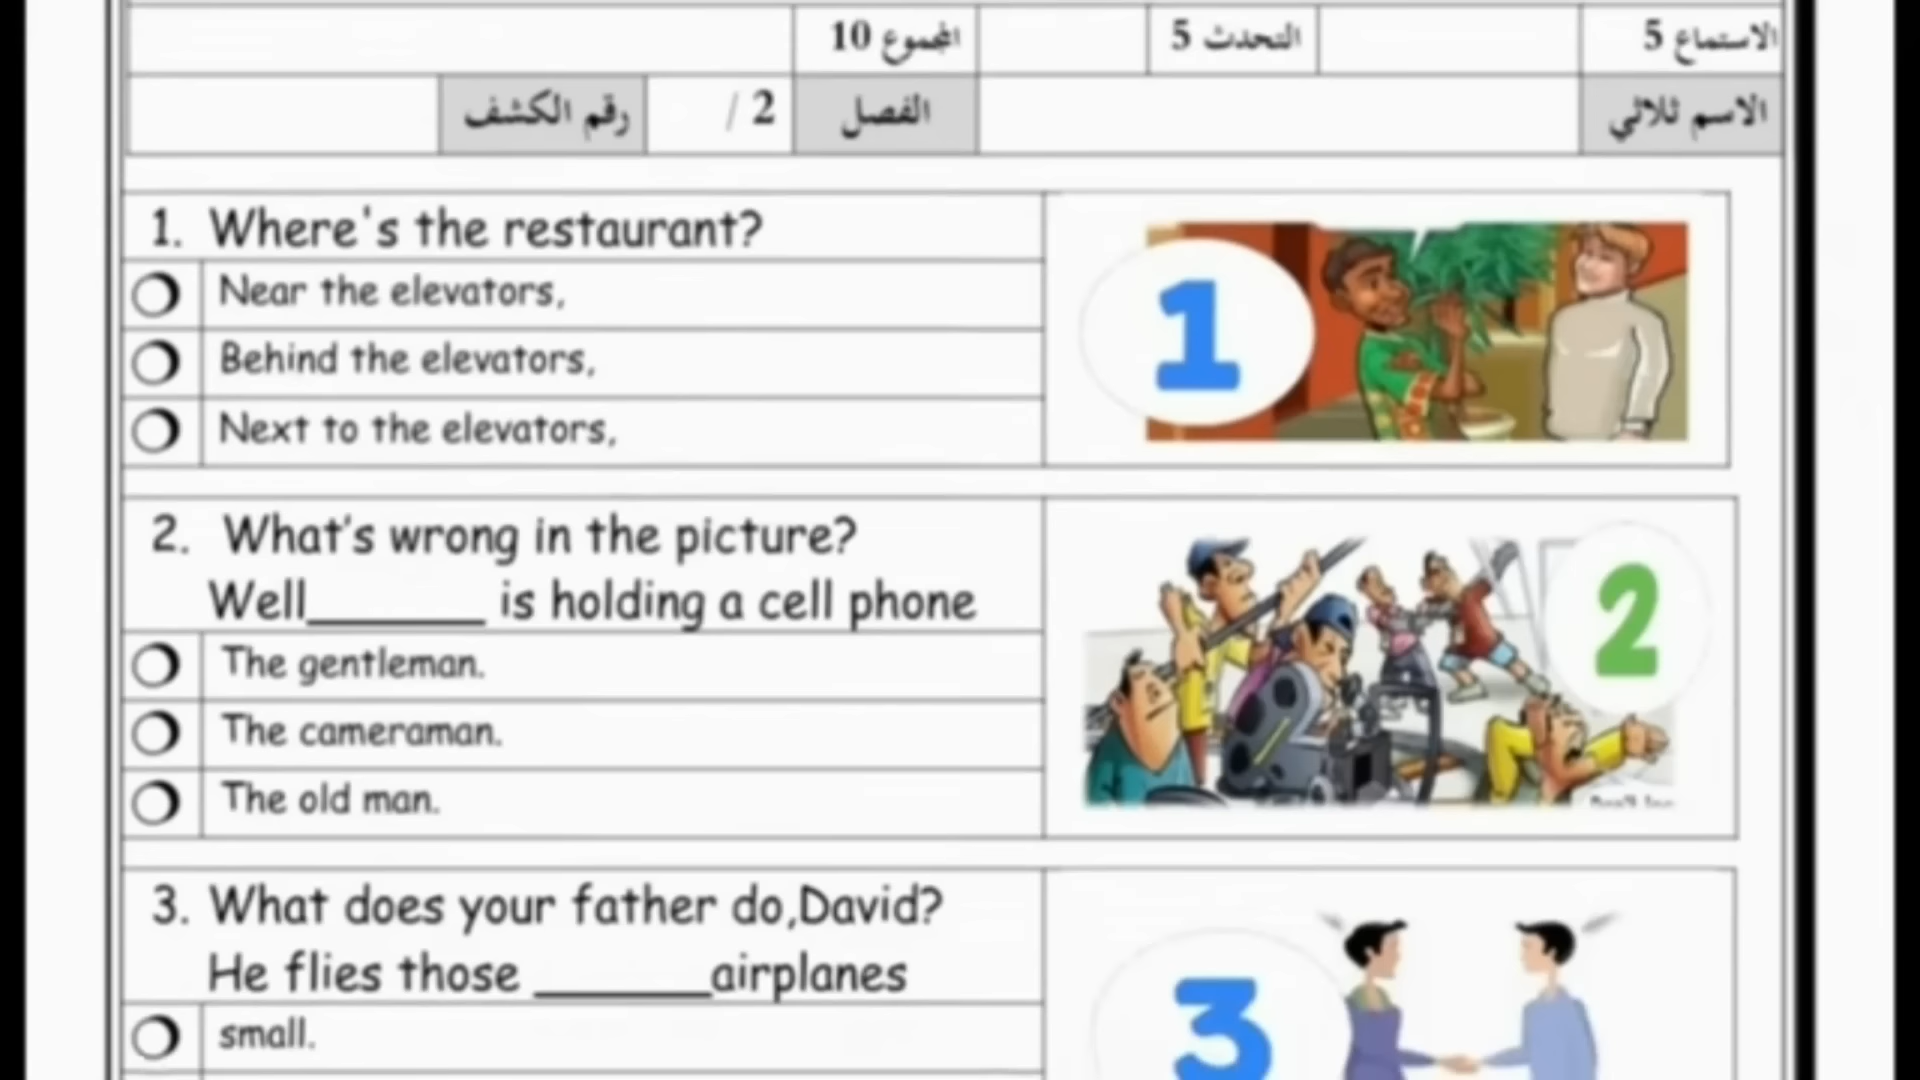 الاستماع 5 التحدث 5 المجموع 10
الاسم ثلاثي الفصل 2 / رقم الكشف
1. Where's the restaurant?
Near the elevators,
Behind the elevators,
Next to the elevators,
1
2. What's wrong in the picture?
Well_______ is holding a cell phone
The gentleman.
The cameraman.
The old man.
2
3. What does your father do,David?
He flies those _______airplanes
small.
3